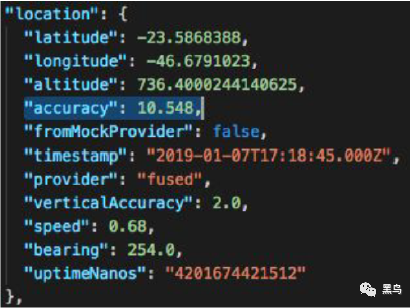 "location": {
"latitude": -23.5868388,
"longitude": -46.6791023,
"altitude": 736.4000244140625,
"accuracy": 10.548,
"fromMockProvider": false,
"timestamp": "2019-01-07T17:18:45.000Z",
"provider": "fused",
"verticalAccuracy": 2.0,
"speed": 0.68,
"bearing": 254.0,
"uptimeNanos": "4201674421512"
},
黑鸟